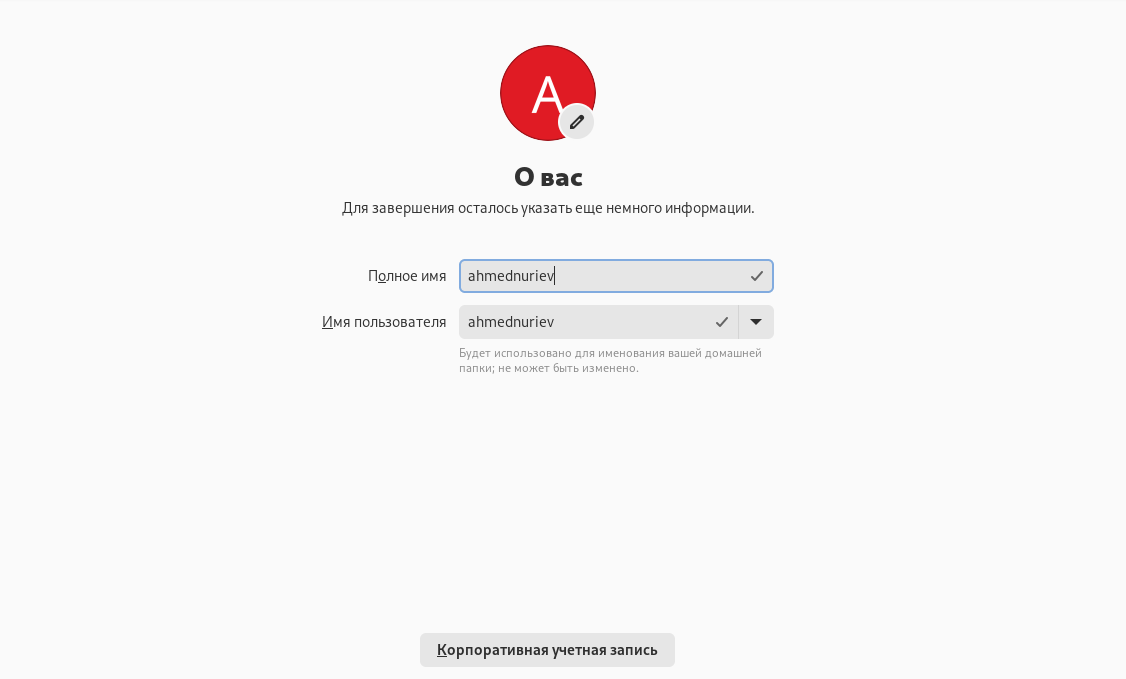 A
О вас
Для завершения осталось указать еще немного информации.
Полное имя ahmednuriev
Имя пользователя ahmednuriev
Будет использовано для именования вашей домашней
папки; не может быть изменено.
Корпоративная учетная запись